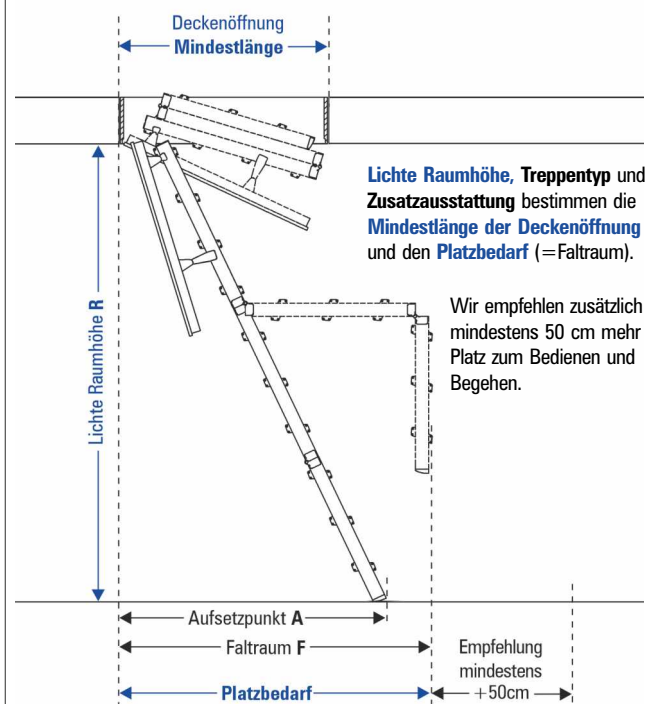 Deckenöffnung
Mindestlänge
Lichte Raumhöhe, Treppentyp und
Zusatzausstattung bestimmen die
Mindestlänge der Deckenöffnung
und den Platzbedarf (=Faltraum).
Wir empfehlen zusätzlich
mindestens 50 cm mehr
Platz zum Bedienen und
Begehen.
Lichte Raumhöhe R
Aufsetzpunkt A
Faltraum F
Platzbedarf
Empfehlung
mindestens
+50cm